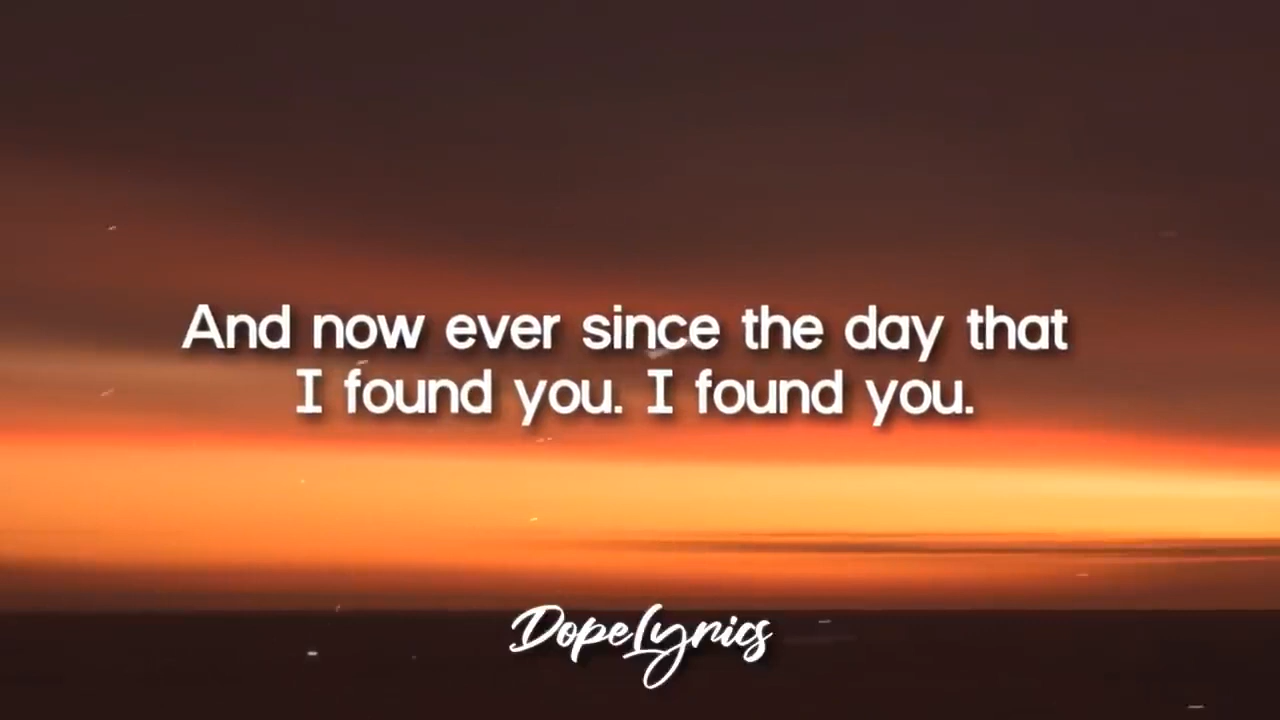 And now ever since the day that
I found you. I found you.
DopeLyrics